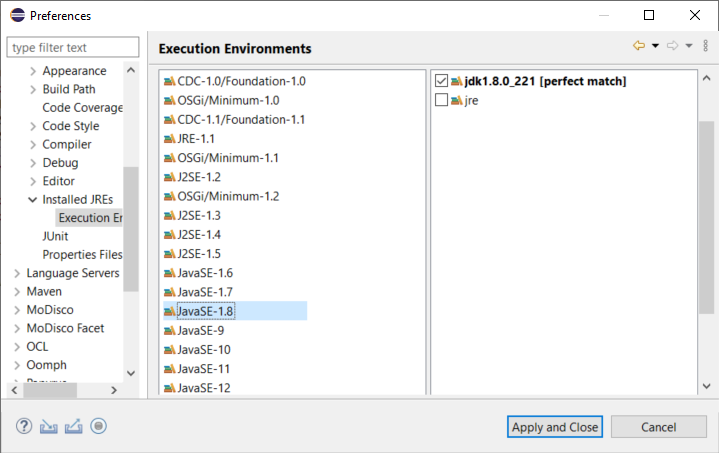 Preferences
type filter text
Execution Environments
Appearance
Build Path
Code Coverage
Code Style
Compiler
Debug
Editor
Installed JREs
Execution Er
JUnit
Properties Files
Language Servers
Maven
MoDisco
MoDisco Facet
OCL
Oomph
CDC-1.0/Foundation-1.0
OSGi/Minimum-1.0
CDC-1.1/Foundation-1.1
JRE-1.1
OSGi/Minimum-1.1
J2SE-1.2
OSGi/Minimum-1.2
J2SE-1.3
J2SE-1.4
J2SE-1.5
JavaSE-1.6
JavaSE-1.7
JavaSE-1.8
JavaSE-9
JavaSE-10
JavaSE-11
JavaSE-12
jdk1.8.0_221 [perfect match]
jre
Apply and Close
Cancel